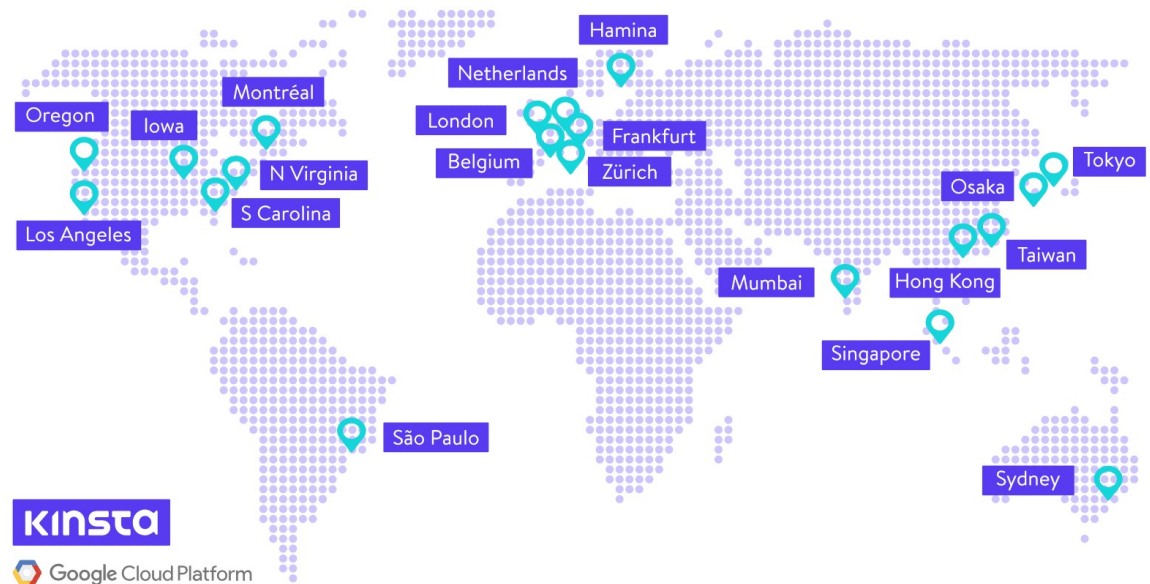 Hamina
Netherlands
Montréal
Oregon
Iowa
London
Frankfurt
Belgium
Zürich
N Virginia
Tokyo
Osaka
S Carolina
Los Angeles
Taiwan
Mumbai
Hong Kong
Singapore
São Paulo
Sydney
KINSTA
Google Cloud Platform